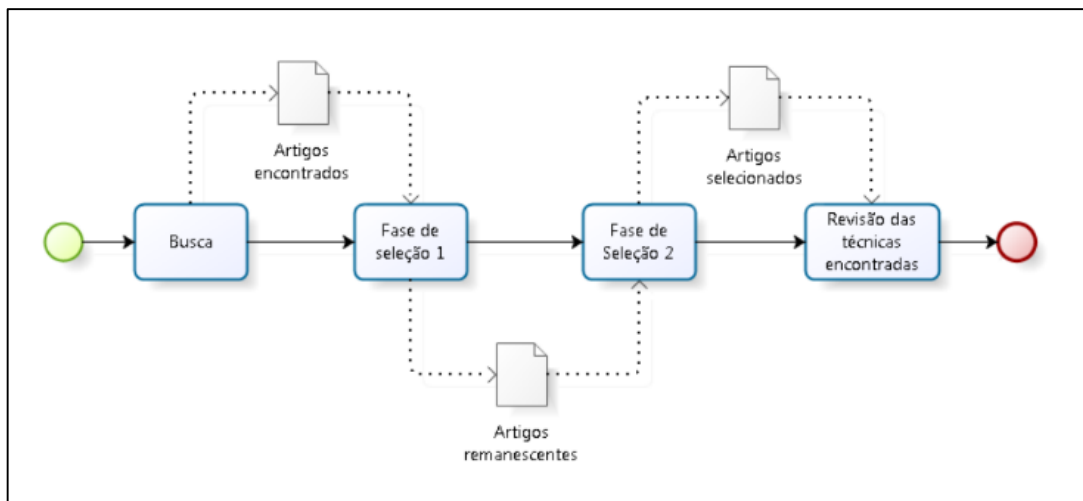 Artigos
encontrados
Artigos
selecionados
Busca
Fase de
seleção 1
Fase de
Seleção 2
Revisão das
técnicas
encontradas
Artigos
remanescentes